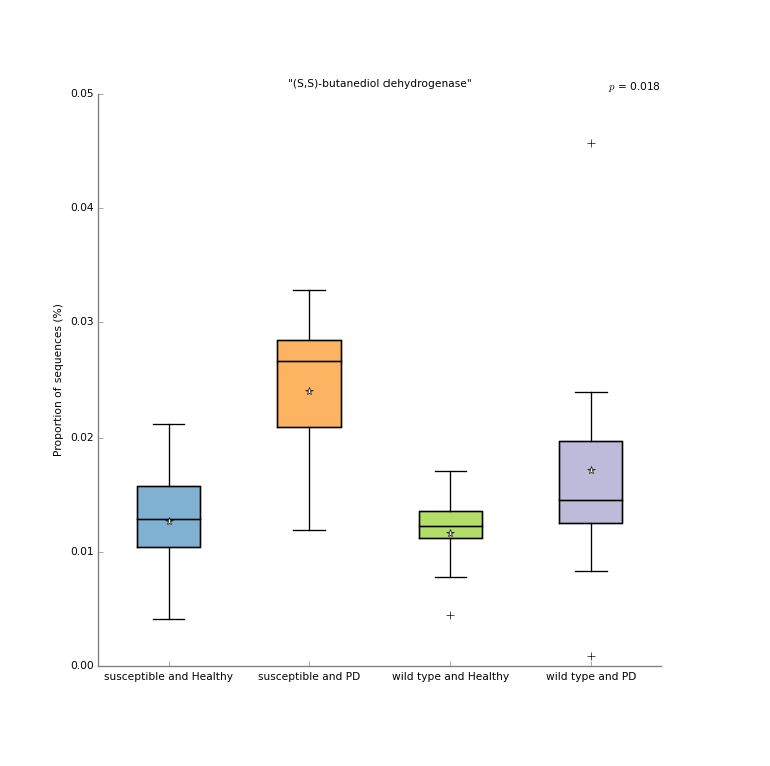 "(S,S)-butanediol dehydrogenase"
p = 0.018
0.05
0.04
0.03
0.02
0.01
0.00
Proportion of sequences (%)
susceptible and Healthy
susceptible and PD
wild type and Healthy
wild type and PD